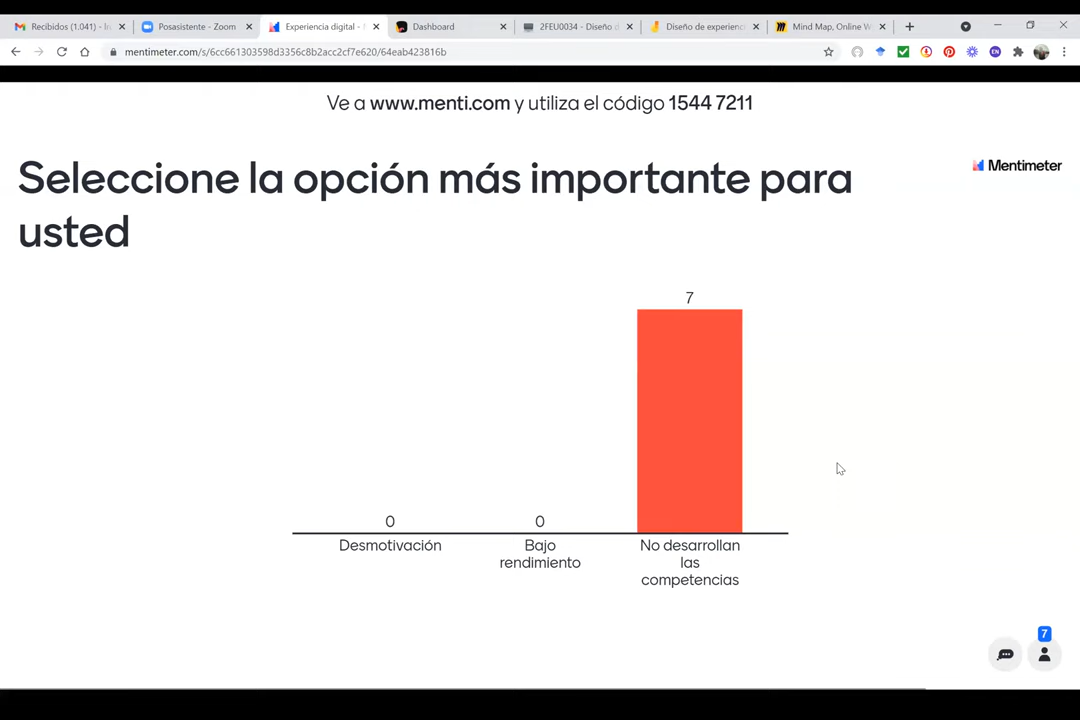 Recibidos (1.041) - In
Posasistente - Zoom
Experiencia digital -
Dashboard
2FEU0034 - Diseño d
Diseño de experienc
Mind Map, Online W
mentimeter.com/s/6cc661303598d3356c8b2acc2cf7e620/64eab423816b
EN
Ve a www.menti.com y utiliza el código 1544 7211
Seleccione la opción más importante para
usted
Mentimeter
7
0
0
Desmotivación
Bajo
rendimiento
No desarrollan
las
competencias
7